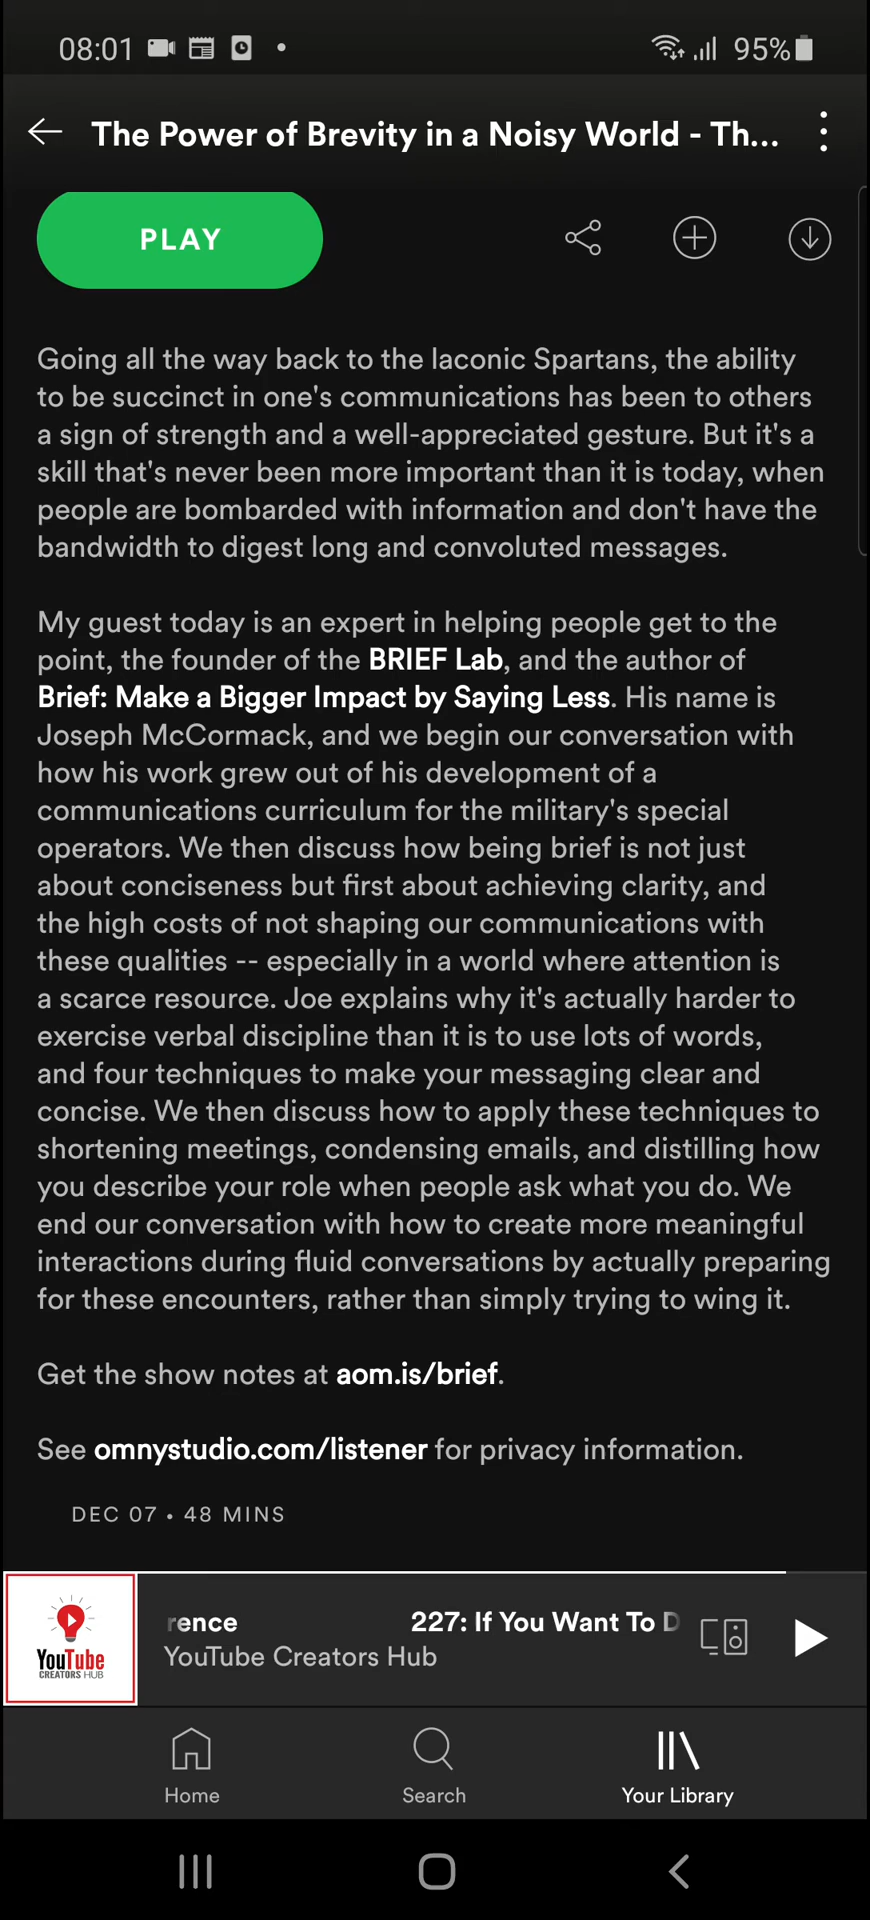 08:01
95%
The Power of Brevity in a Noisy World - Th...
PLAY
Going all the way back to the laconic Spartans, the ability
to be succinct in one's communications has been to others
a sign of strength and a well-appreciated gesture. But it's a
skill that's never been more important than it is today, when
people are bombarded with information and don't have the
bandwidth to digest long and convoluted messages.
My guest today is an expert in helping people get to the
point, the founder of the BRIEF Lab, and the author of
Brief: Make a Bigger Impact by Saying Less. His name is
Joseph McCormack, and we begin our conversation with
how his work grew out of his development of a
communications curriculum for the military's special
operators. We then discuss how being brief is not just
about conciseness but first about achieving clarity, and
the high costs of not shaping our communications with
these qualities -- especially in a world where attention is
a scarce resource. Joe explains why it's actually harder to
exercise verbal discipline than it is to use lots of words,
and four techniques to make your messaging clear and
concise. We then discuss how to apply these techniques to
shortening meetings, condensing emails, and distilling how
you describe your role when people ask what you do. We
end our conversation with how to create more meaningful
interactions during fluid conversations by actually preparing
for these encounters, rather than simply trying to wing it.
Get the show notes at aom.is/brief.
See omnystudio.com/listener for privacy information.
DEC 07 • 48 MINS
YouTube
CREATORS HUB
rence 227: If You Want To D
YouTube Creators Hub
Home
Search
Your Library